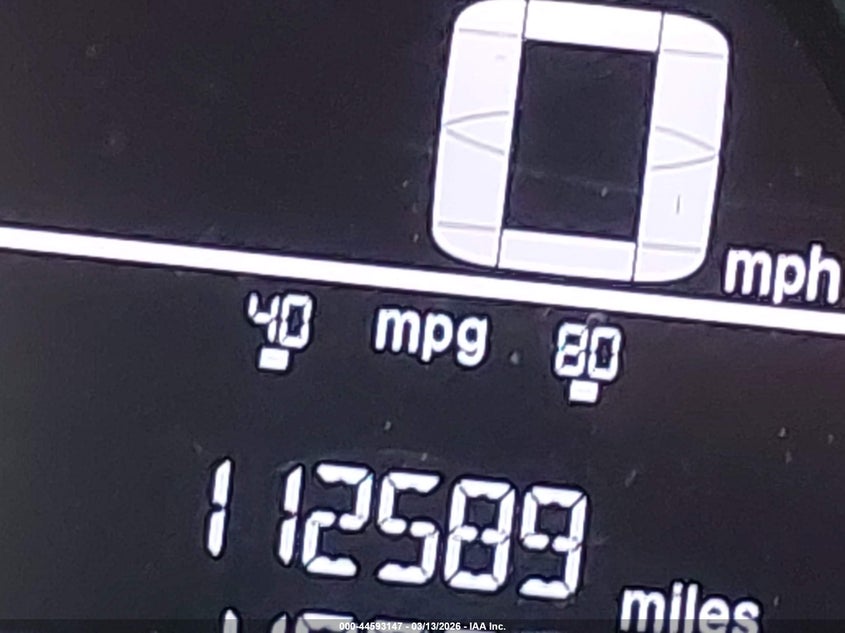 0 mph
40 mpg 80
112589 miles
000-44593147 - 03/13/2026 - IAA Inc.